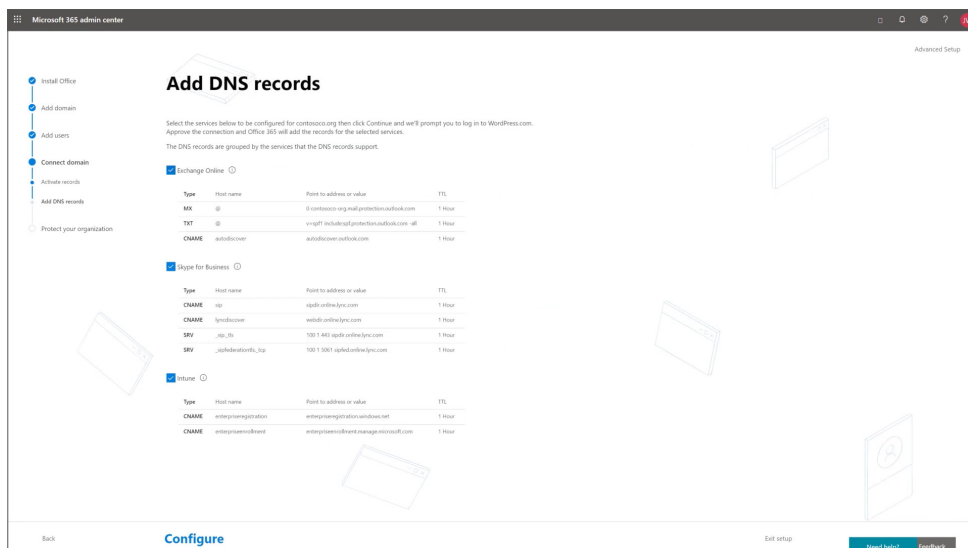 Microsoft 365 admin center
?
JV
Advanced Setup
Install Office
Add domain
Add users
Connect domain
Activate records
Add DNS records
Protect your organization
Add DNS records
Select the services below to be configured for contosoco.org then click Continue and we'll prompt you to log in to WordPress.com.
Approve the connection and Office 365 will add the records for the selected services.
The DNS records are grouped by the services that the DNS records support.
Exchange Online
Type Host name Point to address or value TTL
MX @ 0 contosoco-org.mail.protection.outlook.com 1 Hour
TXT @ v=spf1 include:spf.protection.outlook.com -all 1 Hour
CNAME autodiscover autodiscover.outlook.com 1 Hour
Skype for Business
Type Host name Point to address or value TTL
CNAME sip sipdir.online.lync.com 1 Hour
CNAME lyncdiscover webdir.online.lync.com 1 Hour
SRV _sip_tls 100 1 443 sipdir.online.lync.com 1 Hour
SRV _sipfederationtls_tcp 100 1 5061 sipfed.online.lync.com 1 Hour
Intune
Type Host name Point to address or value TTL
CNAME enterpriseregistration enterpriseregistration.windows.net 1 Hour
CNAME enterpriseenrollment enterpriseenrollment.manage.microsoft.com 1 Hour
Back Configure Exit setup Need help? Feedback